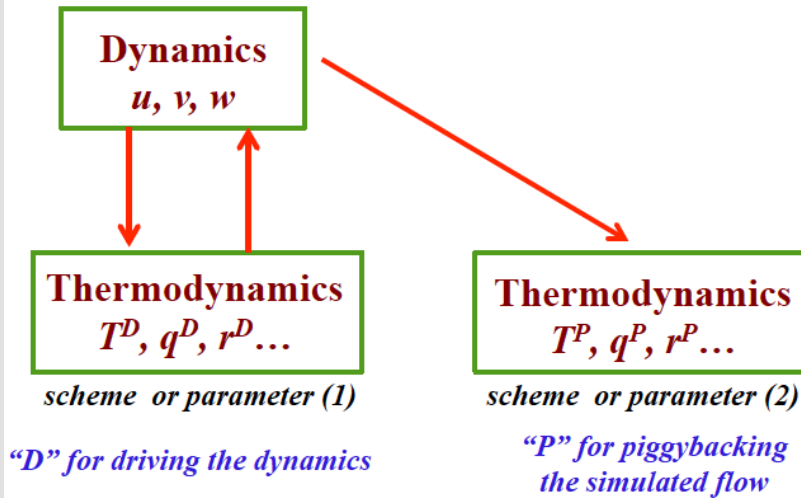 Dynamics
u, v, w
Thermodynamics
T^D, q^D, r^D...
scheme or parameter (1)
"D" for driving the dynamics
Thermodynamics
T^P, q^P, r^P...
scheme or parameter (2)
"P" for piggybacking
the simulated flow